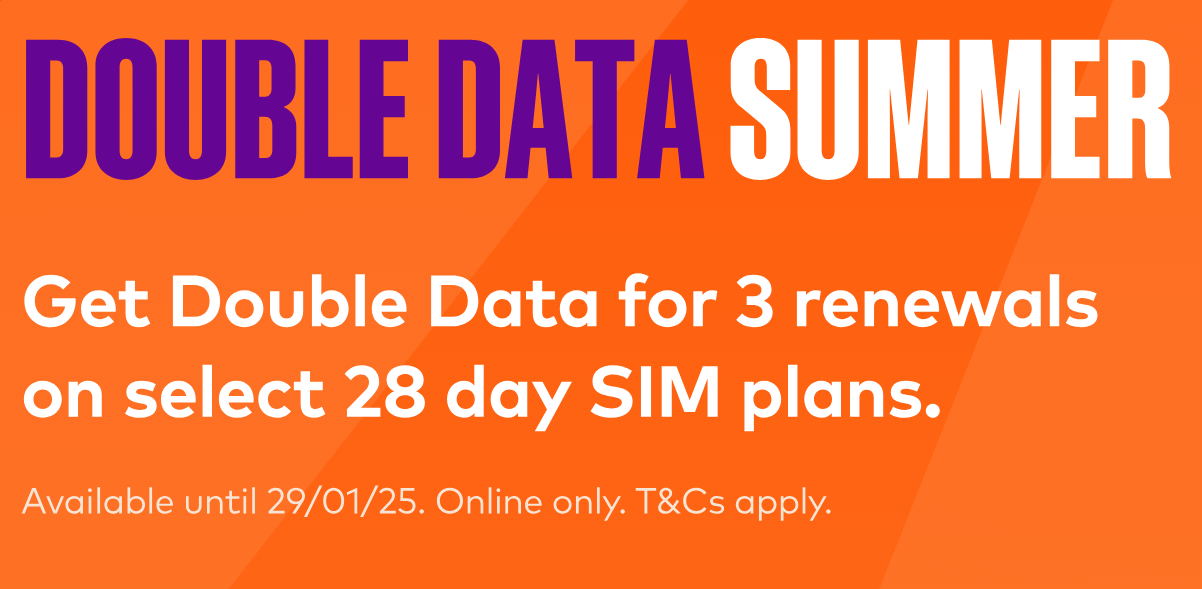 DOUBLE DATA SUMMER
Get Double Data for 3 renewals
on select 28 day SIM plans.
Available until 29/01/25. Online only. T&Cs apply.